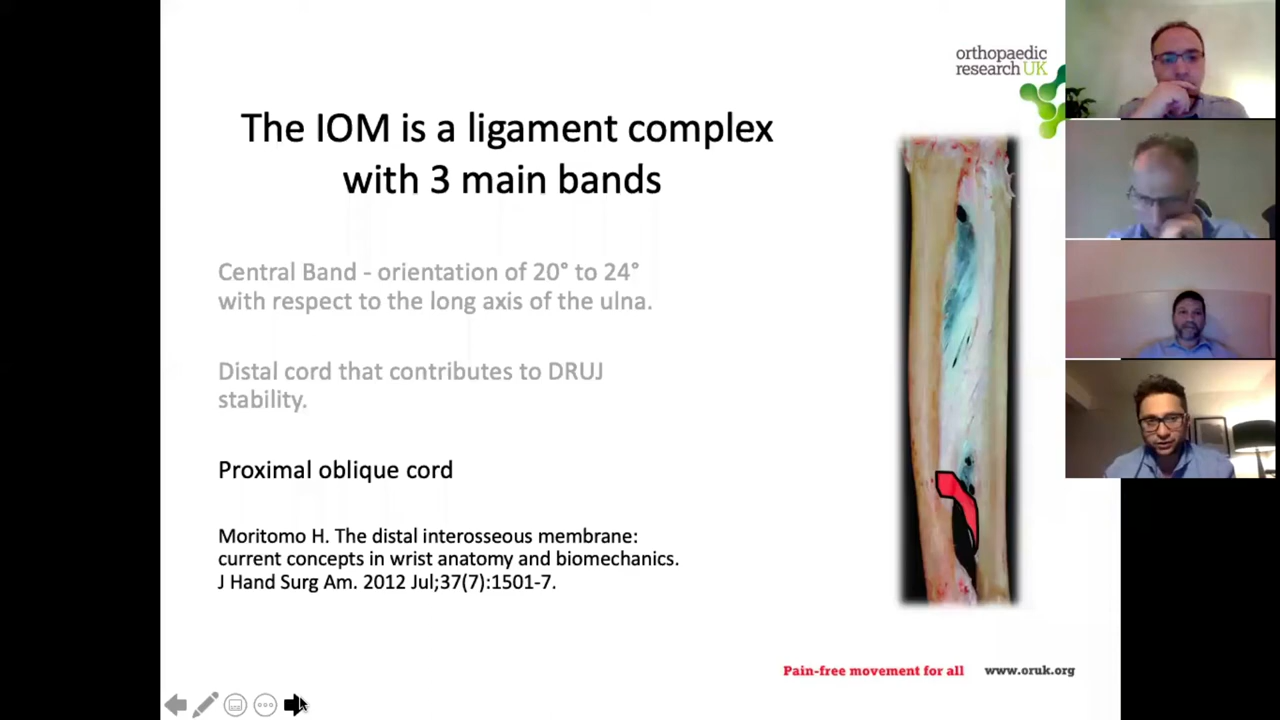 orthopaedic
research UK
The IOM is a ligament complex
with 3 main bands
Central Band - orientation of 20° to 24°
with respect to the long axis of the ulna.
Distal cord that contributes to DRUJ
stability.
Proximal oblique cord
Moritomo H. The distal interosseous membrane:
current concepts in wrist anatomy and biomechanics.
J Hand Surg Am. 2012 Jul;37(7):1501-7.
Pain-free movement for all www.oruk.org